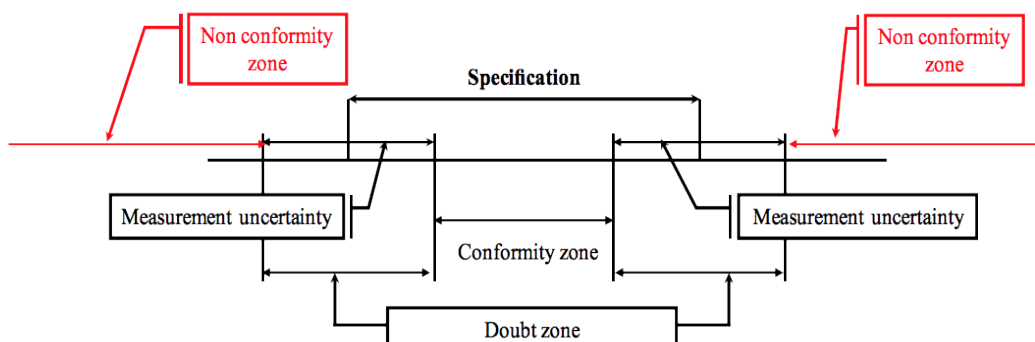 Non conformity
zone
Non conformity
zone
Specification
Measurement uncertainty
Measurement uncertainty
Conformity zone
Doubt zone